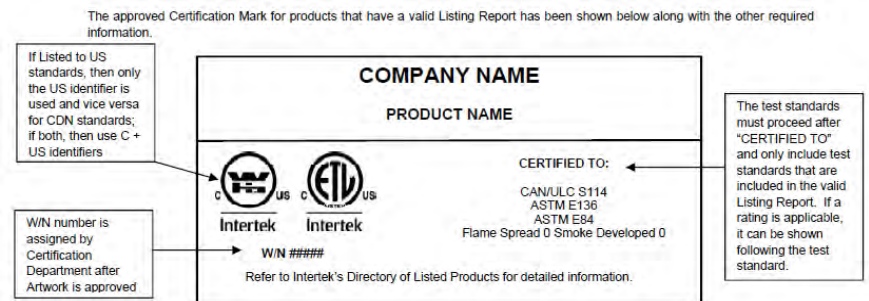 The approved Certification Mark for products that have a valid Listing Report has been shown below along with the other required
information.
If Listed to US
standards, then only
the US identifier is
used and vice versa
for CDN standards;
if both, then use C +
US identifiers
W/N number is
assigned by
Certification
Department after
Artwork is approved
COMPANY NAME
PRODUCT NAME
C WH US
Intertek
C ETL US
LISTED
Intertek
W/N #####
CERTIFIED TO:
CAN/ULC S114
ASTM E136
ASTM E84
Flame Spread 0 Smoke Developed 0
Refer to Intertek's Directory of Listed Products for detailed information.
The test standards
must proceed after
"CERTIFIED TO"
and only include test
standards that are
included in the valid
Listing Report. If a
rating is applicable,
it can be shown
following the test
standard.